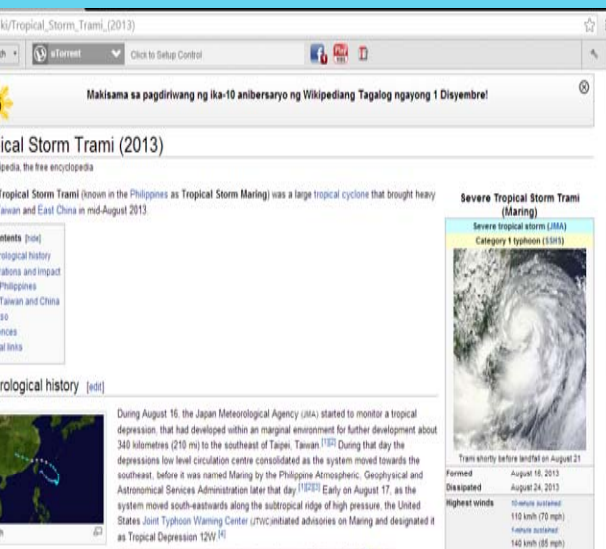 ki/Tropical_Storm_Trami_(2013)
uTorrent
Click to Setup Control
Makisama sa pagdiriwang ng ika-10 anibersaryo ng Wikipediang Tagalog ngayong 1 Disyembre!
ical Storm Trami (2013)
ipedia, the free encyclopedia
Tropical Storm Trami (known in the Philippines as Tropical Storm Maring) was a large tropical cyclone that brought heavy
Taiwan and East China in mid-August 2013.
ntents [hide]
rological history
rations and impact
Philippines
Taiwan and China
so
ences
al links
rological history [edit]
During August 16, the Japan Meteorological Agency (JMA) started to monitor a tropical
depression, that had developed within an marginal environment for further development about
340 kilometres (210 mi) to the southeast of Taipei, Taiwan.[1][2] During that day the
depressions low level circulation centre consolidated as the system moved towards the
southeast, before it was named Maring by the Philippine Atmospheric, Geophysical and
Astronomical Services Administration later that day.[1][2][3] Early on August 17, as the
system moved south-eastwards along the subtropical ridge of high pressure, the United
States Joint Typhoon Warning Center (JTWC)initiated advisories on Maring and designated it
as Tropical Depression 12W.[4]
Severe Tropical Storm Trami
(Maring)
Severe tropical storm (JMA)
Category 1 typhoon (SSHS)
Trami shortly before landfall on August 21
Formed August 16, 2013
Dissipated August 24, 2013
Highest winds 10-minute sustained:
110 km/h (70 mph)
1-minute sustained:
140 km/h (85 mph)